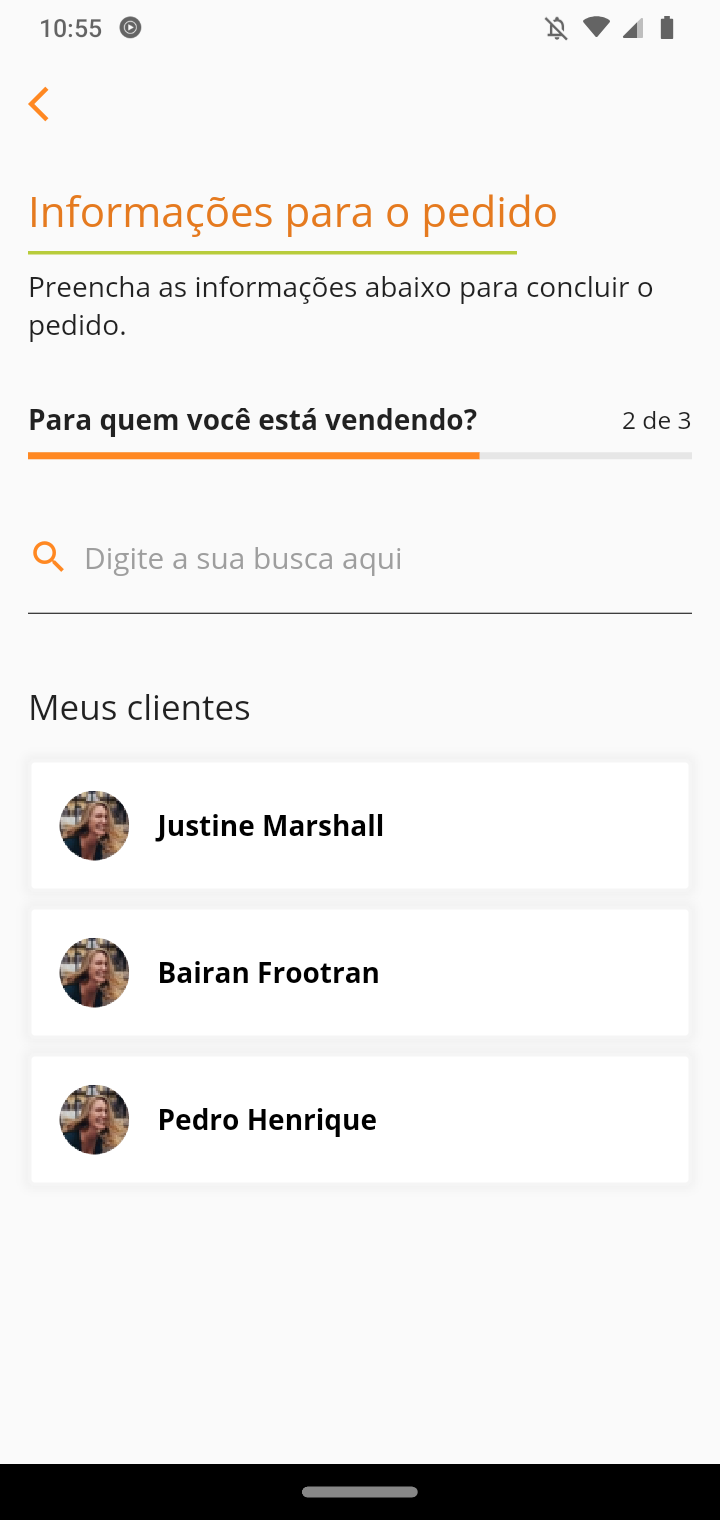 10:55
Informações para o pedido
Preencha as informações abaixo para concluir o
pedido.
Para quem você está vendendo? 2 de 3
Digite a sua busca aqui
Meus clientes
Justine Marshall
Bairan Frootran
Pedro Henrique